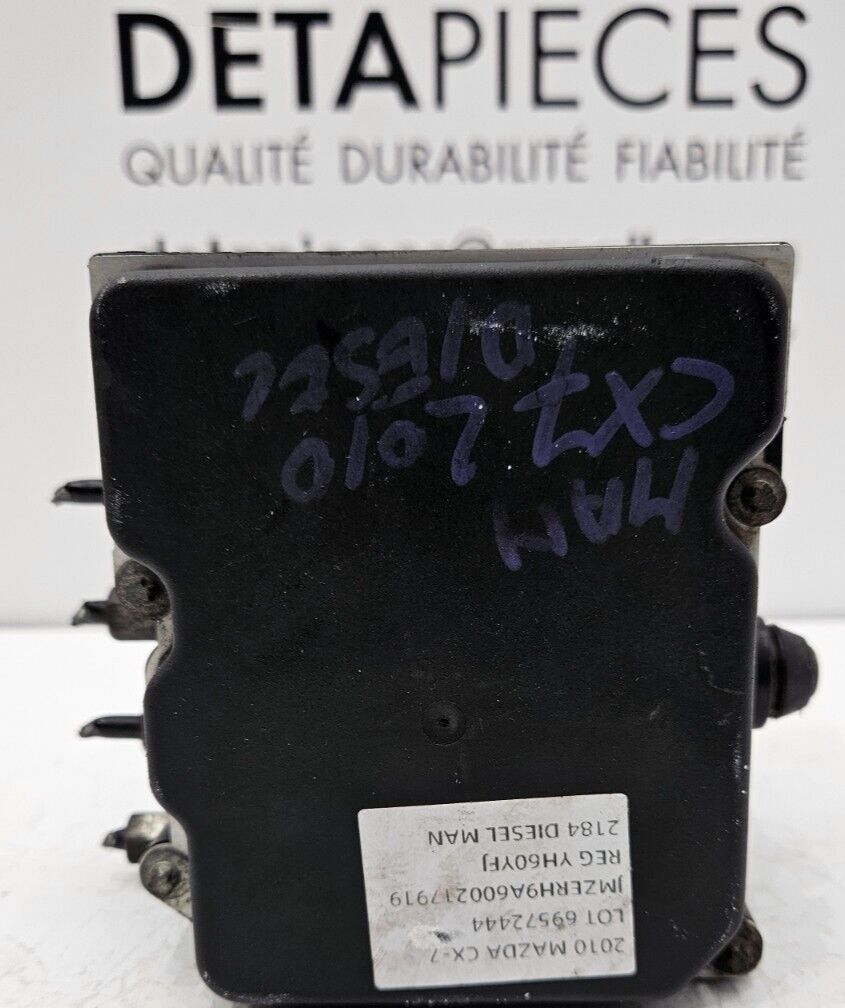 DETAPIECES
QUALITÉ DURABILITÉ FIABILITÉ
MAN
CX7 2010
DIESEL
2010 MAZDA CX-7
LOT 69572444
JMZERH9A600217919
REG YH60YFJ
2184 DIESEL MAN